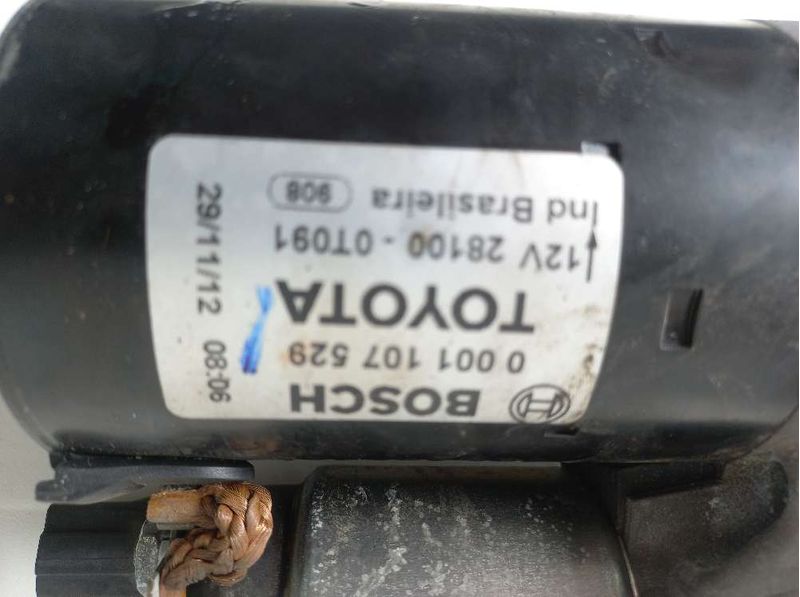 BOSCH
0 001 107 529
TOYOTA
12V 28100 - 0T091
Ind Brasileira 908
29/11/12 08:06